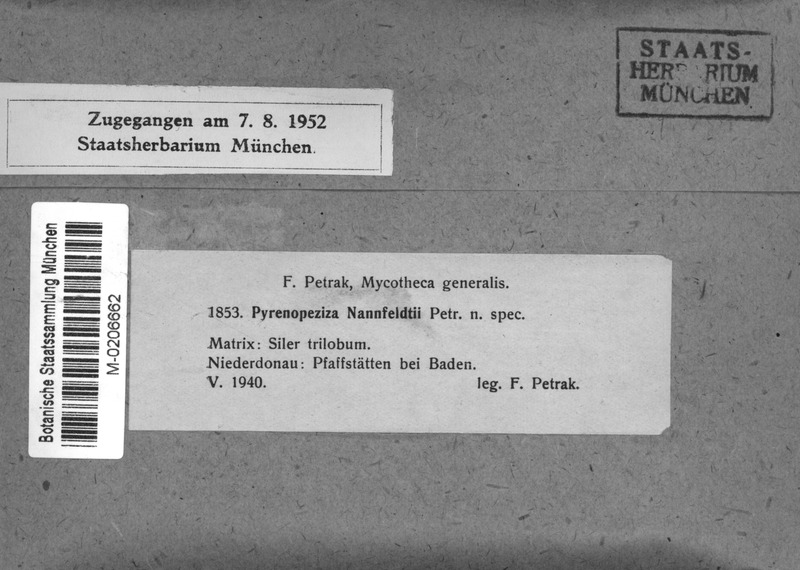 STAATS-
HERBARIUM
MÜNCHEN
Zugegangen am 7. 8. 1952
Staatsherbarium München.
Botanische Staatssammlung München
M-0206662
F. Petrak, Mycotheca generalis.
1853. Pyrenopeziza Nannfeldtii Petr. n. spec.
Matrix: Siler trilobum.
Niederdonau: Pfaffstätten bei Baden.
V. 1940. leg. F. Petrak.